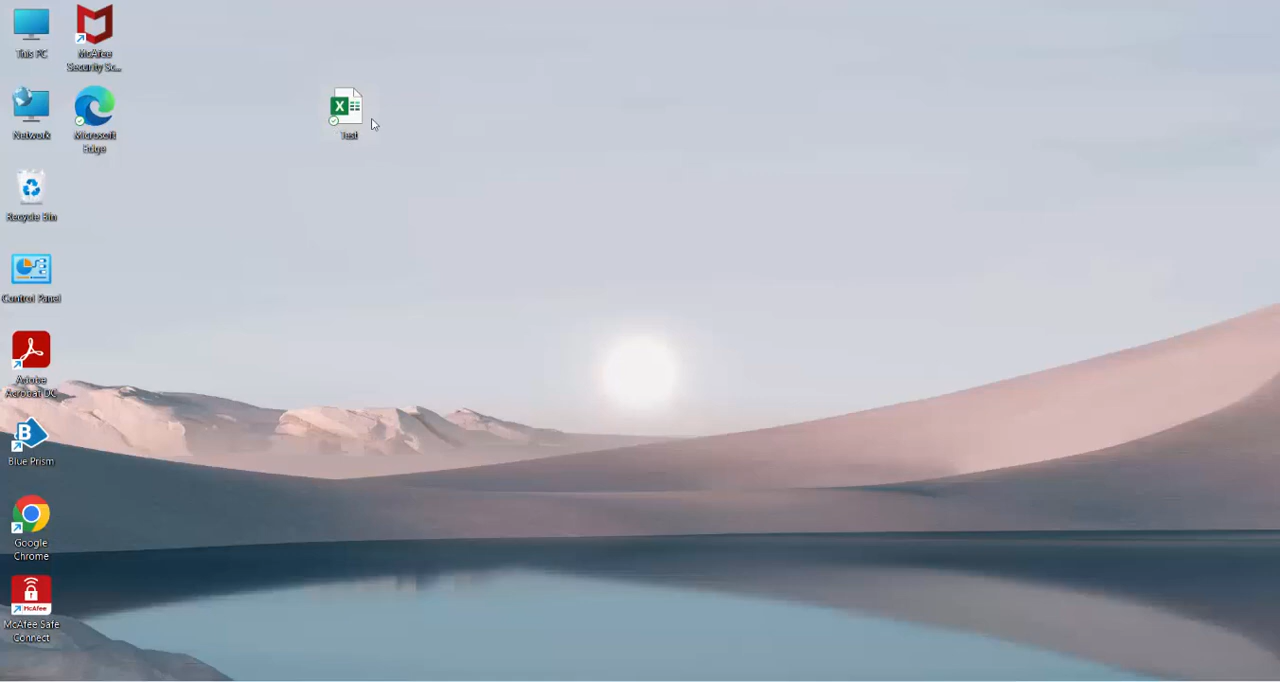 This PC
McAfee
Security Sc...
Network
Microsoft
Edge
Recycle Bin
Control Panel
Adobe
Acrobat DC
B
Blue Prism
Google
Chrome
McAfee
McAfee Safe
Connect
X
Test